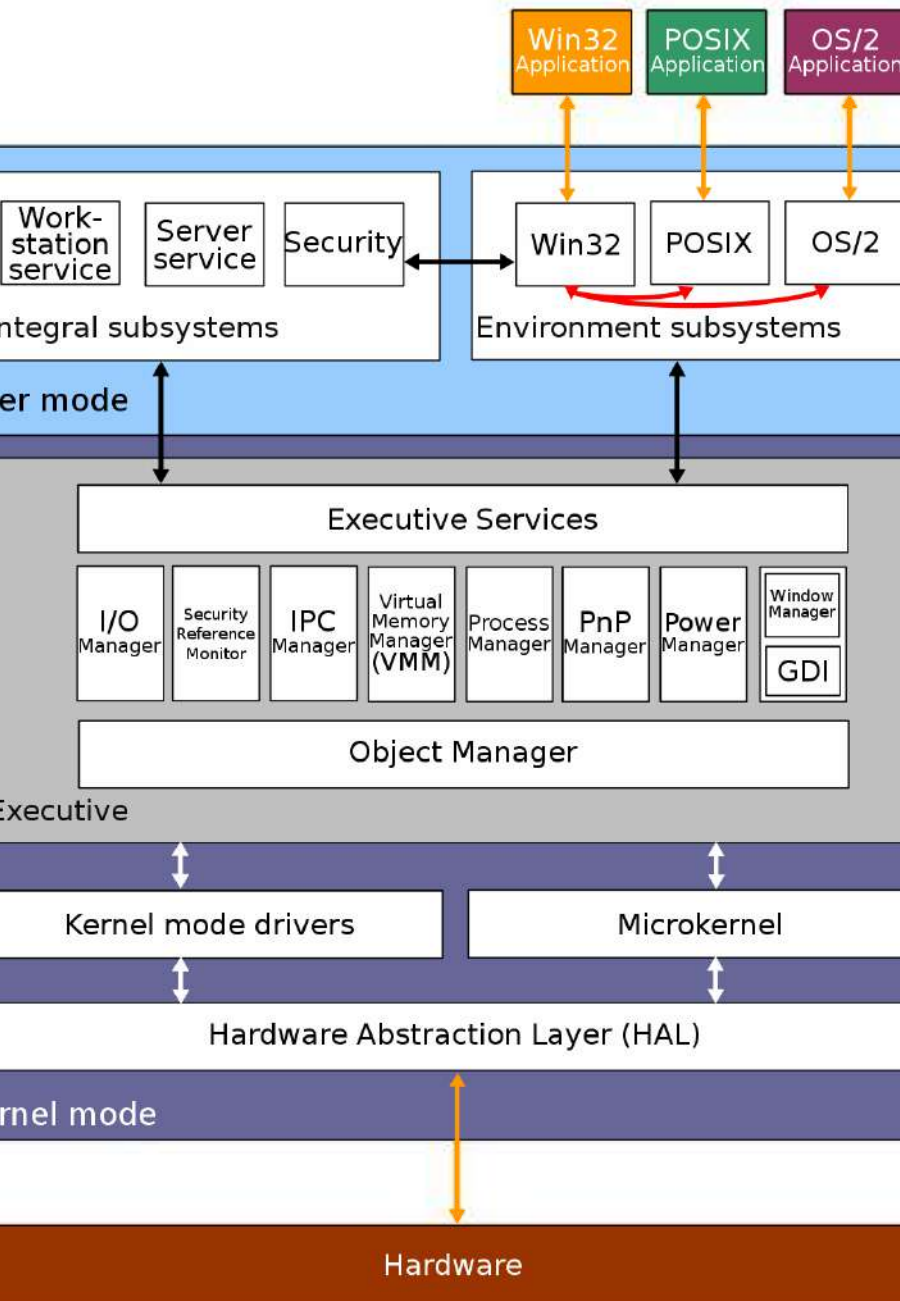 Win32
Application
POSIX
Application
OS/2
Application
Work-
station
service
Server
service
Security
Win32
POSIX
OS/2
ntegral subsystems
Environment subsystems
er mode
Executive Services
I/O
Manager
Security
Reference
Monitor
IPC
Manager
Virtual
Memory
Manager
(VMM)
Process
Manager
PnP
Manager
Power
Manager
Window
Manager
GDI
Object Manager
Executive
Kernel mode drivers
Microkernel
Hardware Abstraction Layer (HAL)
rnel mode
Hardware